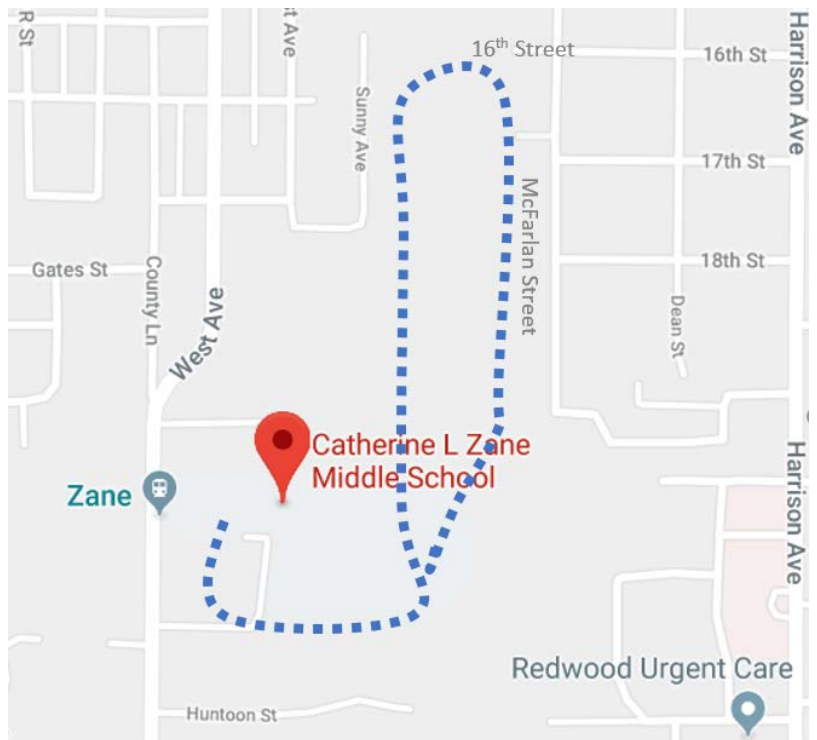 R St
t Ave
16th Street
16th St
Harrison Ave
Sunny Ave
17th St
McFarlan Street
18th St
Gates St
County Ln
West Ave
Dean St
Catherine L Zane
Middle School
Zane
Harrison Ave
Redwood Urgent Care
Huntoon St